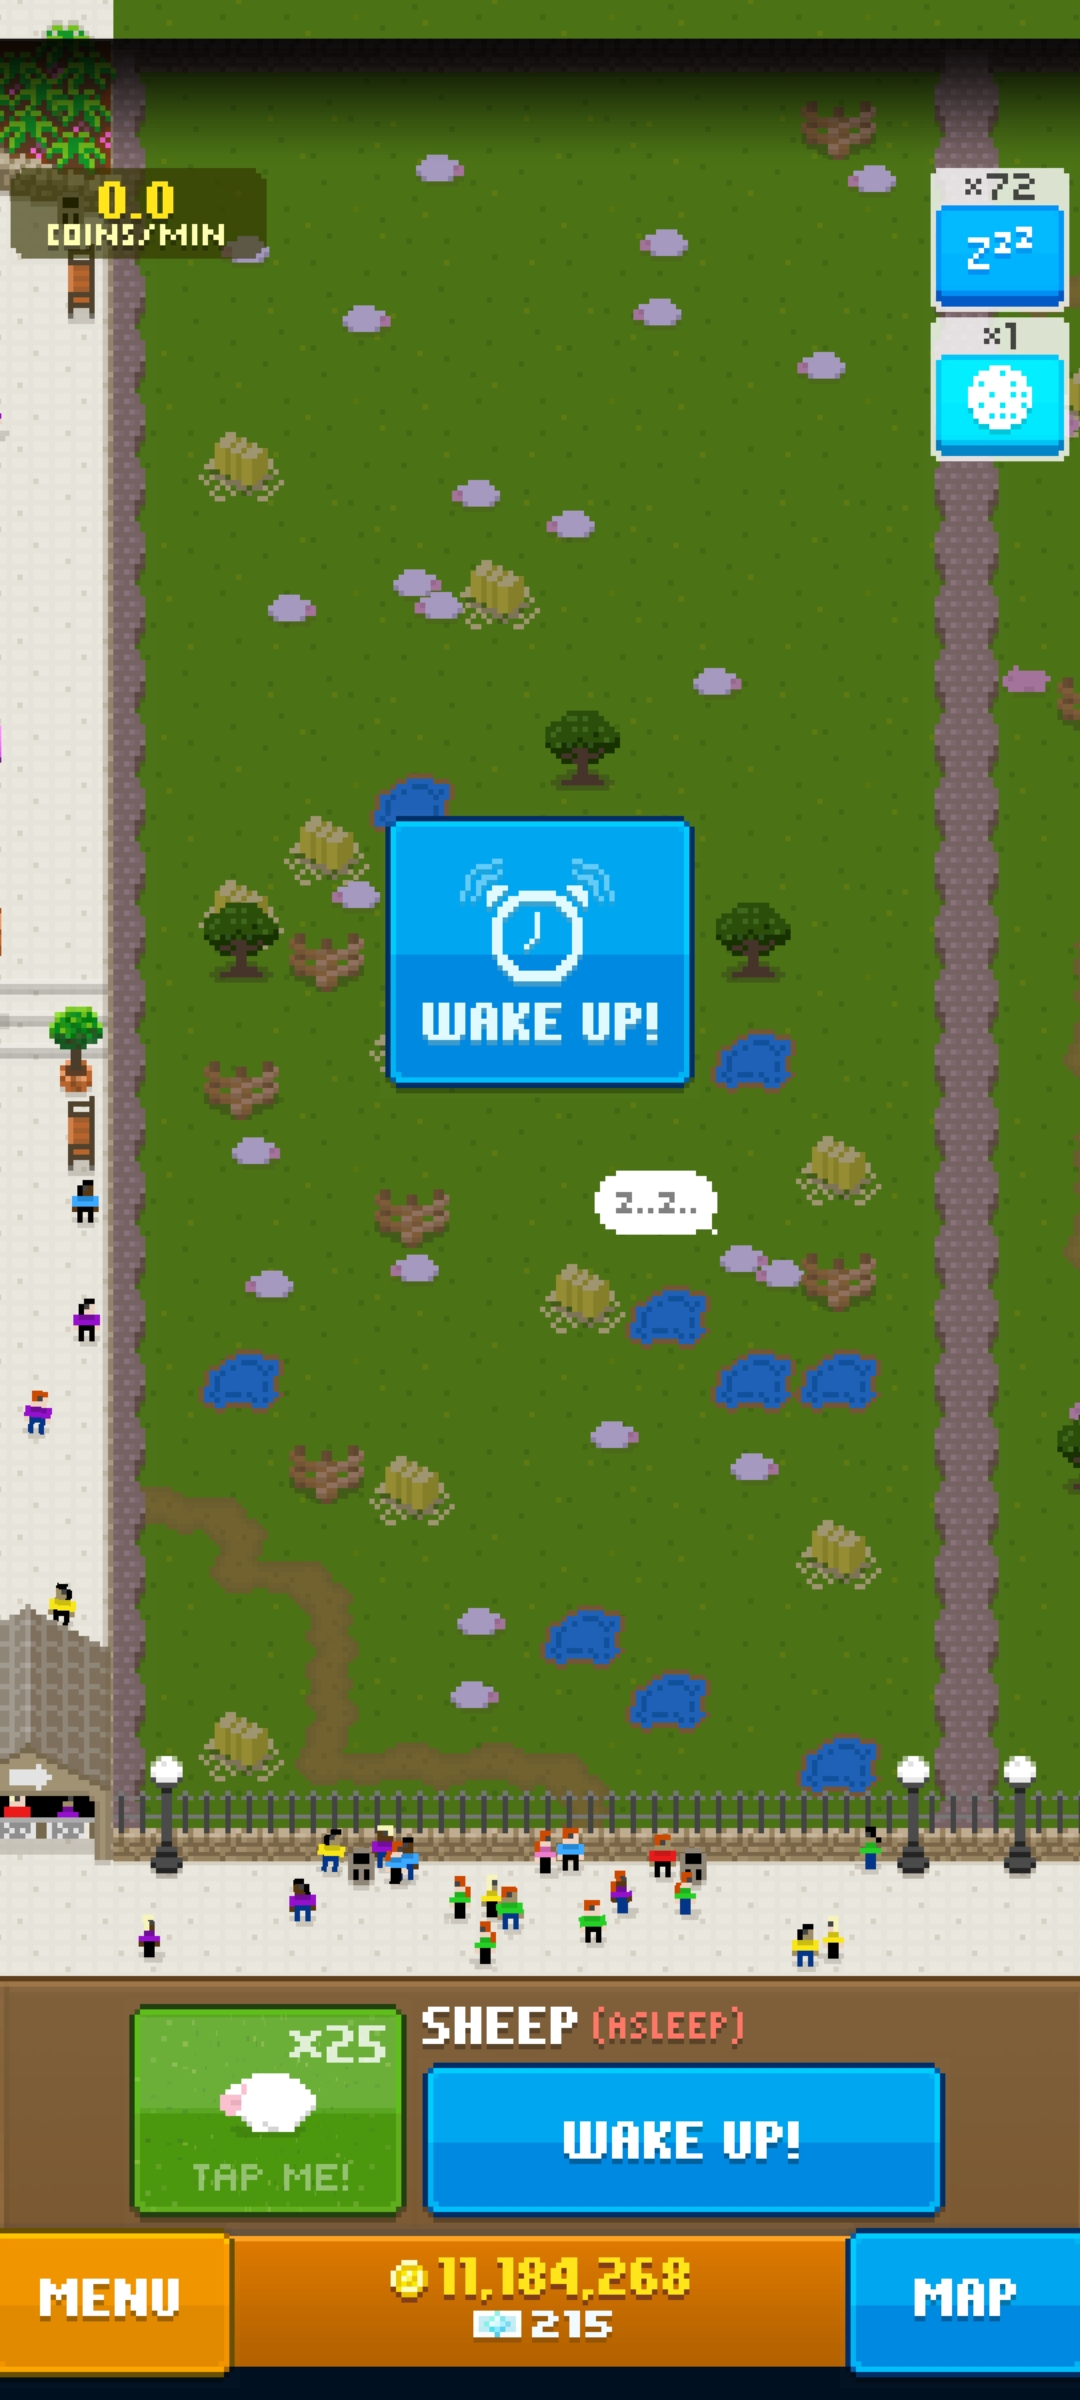 0.0
COINS/MIN
x72
zzz
x1
WAKE UP!
z..z..
x25
TAP ME!
SHEEP (ASLEEP)
WAKE UP!
MENU
11,184,268
215
MAP